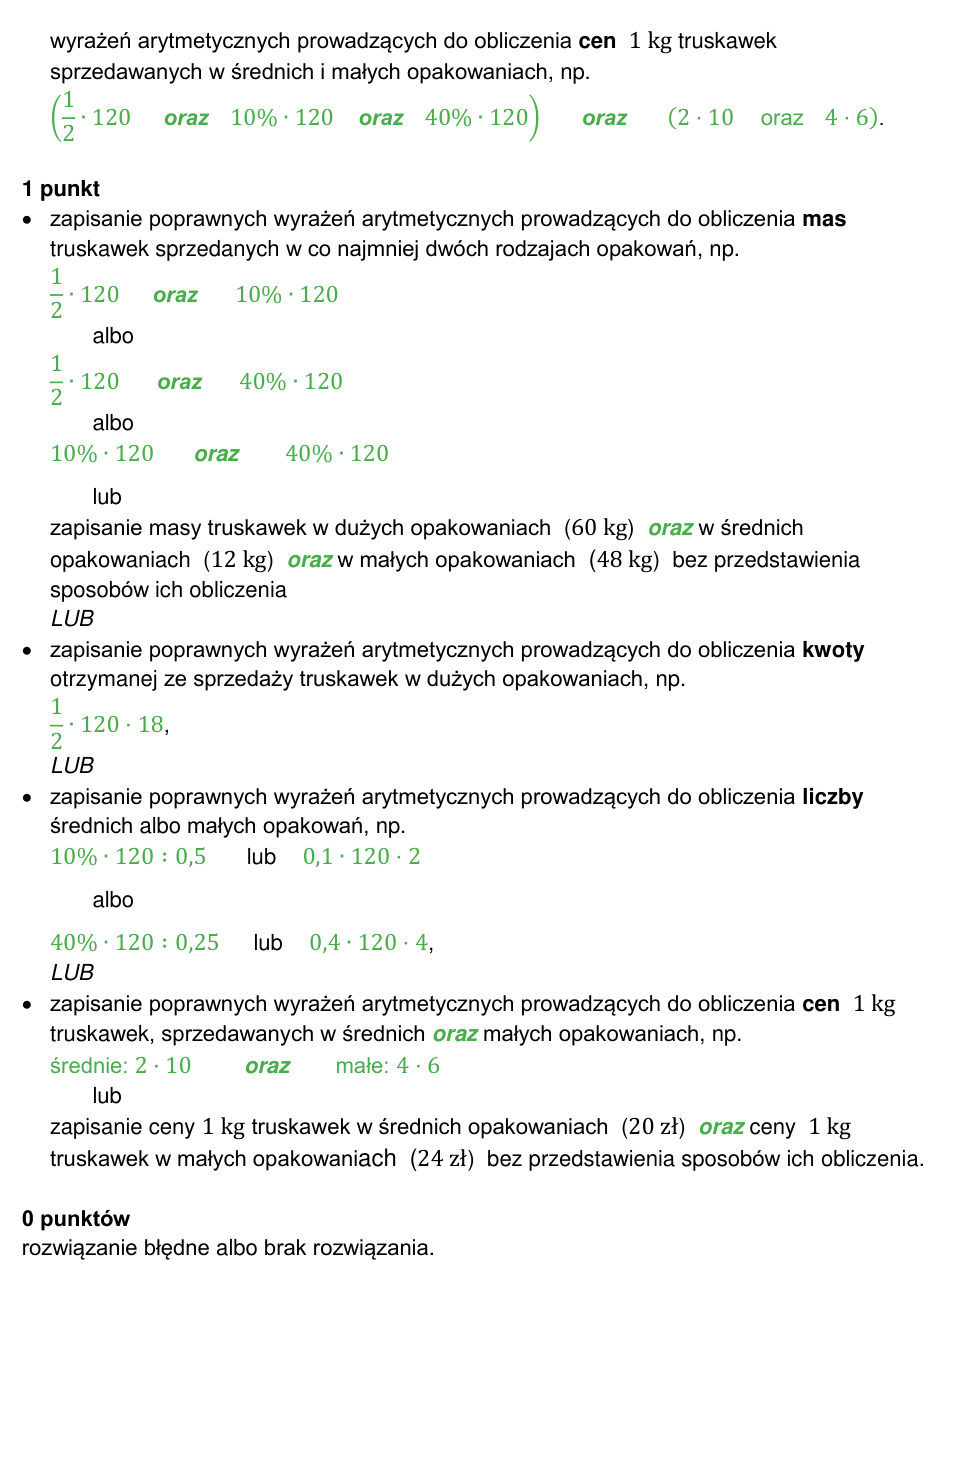 wyrażeń arytmetycznych prowadzących do obliczenia cen 1 kg truskawek
sprzedawanych w średnich i małych opakowaniach, np.
(1/2 · 120 oraz 10% · 120 oraz 40% · 120) oraz (2 · 10 oraz 4 · 6).
1 punkt
• zapisanie poprawnych wyrażeń arytmetycznych prowadzących do obliczenia mas
truskawek sprzedanych w co najmniej dwóch rodzajach opakowań, np.
1/2 · 120 oraz 10% · 120
albo
1/2 · 120 oraz 40% · 120
albo
10% · 120 oraz 40% · 120
lub
zapisanie masy truskawek w dużych opakowaniach (60 kg) oraz w średnich
opakowaniach (12 kg) oraz w małych opakowaniach (48 kg) bez przedstawienia
sposobów ich obliczenia
LUB
• zapisanie poprawnych wyrażeń arytmetycznych prowadzących do obliczenia kwoty
otrzymanej ze sprzedaży truskawek w dużych opakowaniach, np.
1/2 · 120 · 18,
LUB
• zapisanie poprawnych wyrażeń arytmetycznych prowadzących do obliczenia liczby
średnich albo małych opakowań, np.
10% · 120 : 0,5 lub 0,1 · 120 · 2
albo
40% · 120 : 0,25 lub 0,4 · 120 · 4,
LUB
• zapisanie poprawnych wyrażeń arytmetycznych prowadzących do obliczenia cen 1 kg
truskawek, sprzedawanych w średnich oraz małych opakowaniach, np.
średnie: 2 · 10 oraz małe: 4 · 6
lub
zapisanie ceny 1 kg truskawek w średnich opakowaniach (20 zł) oraz ceny 1 kg
truskawek w małych opakowaniach (24 zł) bez przedstawienia sposobów ich obliczenia.
0 punktów
rozwiązanie błędne albo brak rozwiązania.